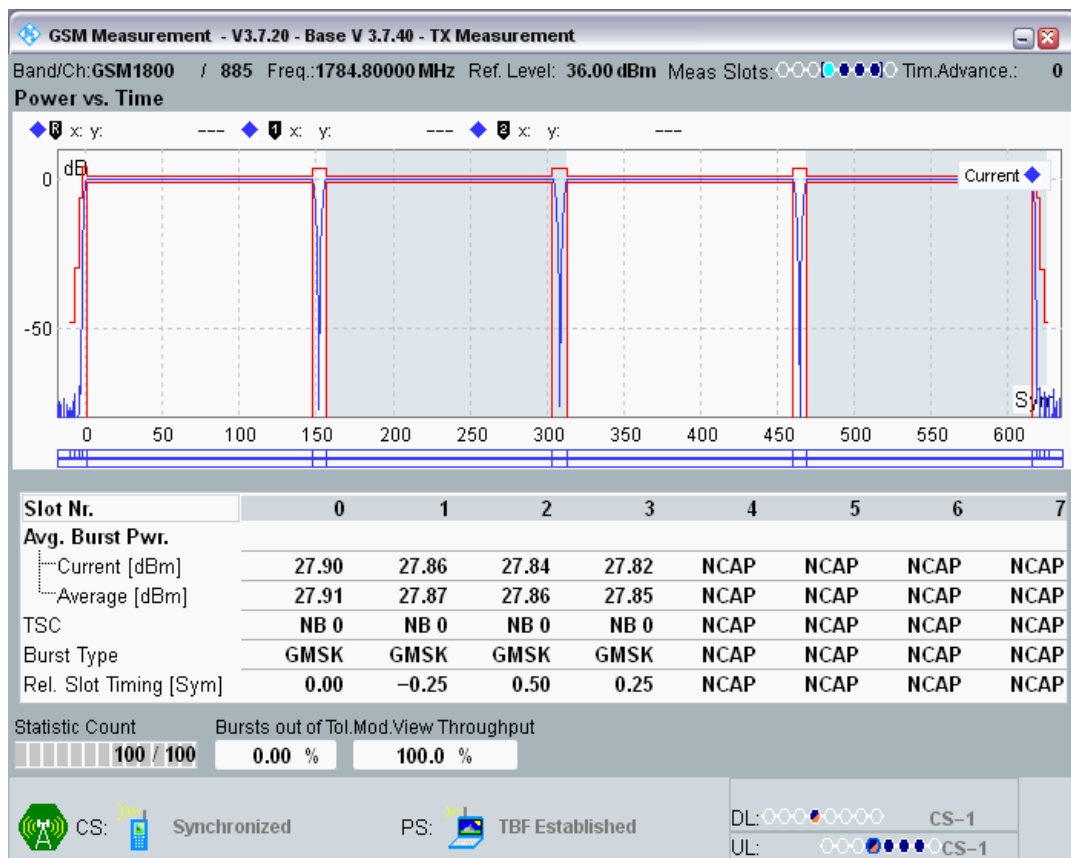 GSM Measurement - V3.7.20 - Base V 3.7.40 - TX Measurement
Band/Ch:GSM1800 / 885 Freq.:1784.80000 MHz Ref. Level: 36.00 dBm Meas Slots: Tim.Advance.: 0
Power vs. Time
R x: y: --- 1 x: y: --- 2 x: y: ---
dB
Current
0
-50
Sym
0 50 100 150 200 250 300 350 400 450 500 550 600
Slot Nr. 0 1 2 3 4 5 6 7
Avg. Burst Pwr.
Current [dBm] 27.90 27.86 27.84 27.82 NCAP NCAP NCAP NCAP
Average [dBm] 27.91 27.87 27.86 27.85 NCAP NCAP NCAP NCAP
TSC NB 0 NB 0 NB 0 NB 0 NCAP NCAP NCAP NCAP
Burst Type GMSK GMSK GMSK GMSK NCAP NCAP NCAP NCAP
Rel. Slot Timing [Sym] 0.00 −0.25 0.50 0.25 NCAP NCAP NCAP NCAP
Statistic Count Bursts out of Tol.Mod.View Throughput
100 / 100 0.00 % 100.0 %
CS: Synchronized PS: TBF Established
DL: CS−1
UL: CS−1